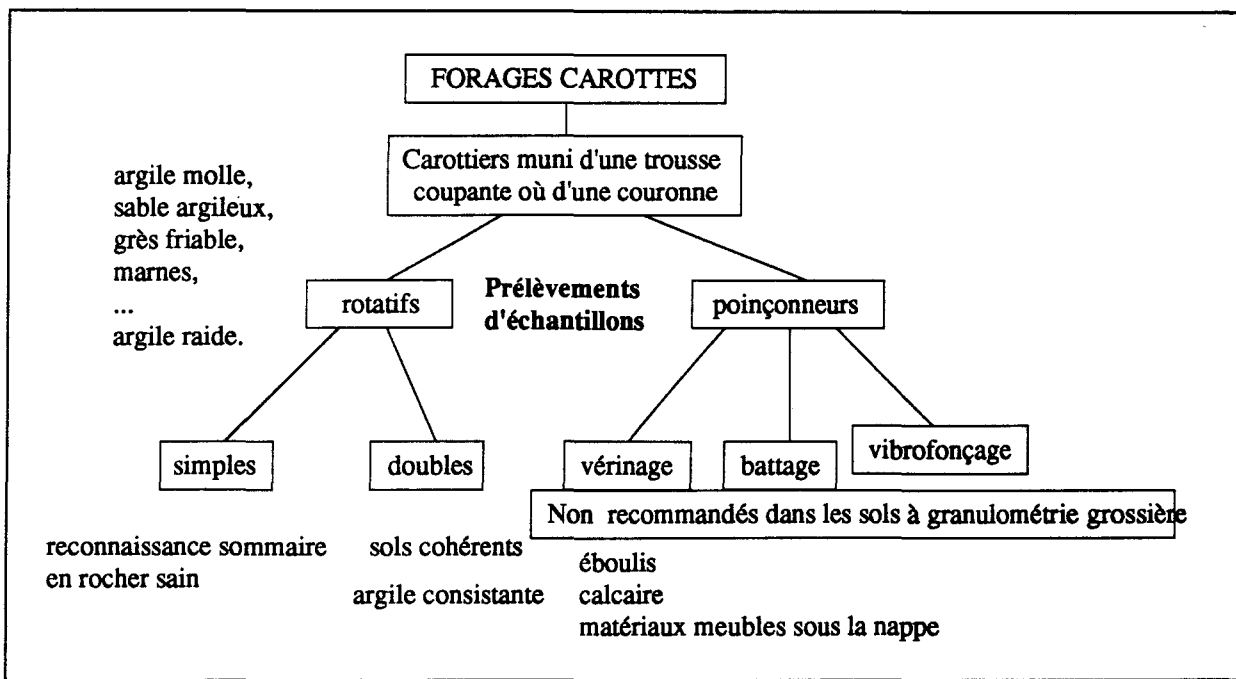 FORAGES CAROTTES
Carottiers muni d'une trousse
coupante où d'une couronne
argile molle,
sable argileux,
grès friable,
marnes,
...
argile raide.
rotatifs
Prélèvements
d'échantillons
poinçonneurs
simples
doubles
vérinage
battage
vibrofonçage
Non recommandés dans les sols à granulométrie grossière
reconnaissance sommaire
en rocher sain
sols cohérents
argile consistante
éboulis
calcaire
matériaux meubles sous la nappe